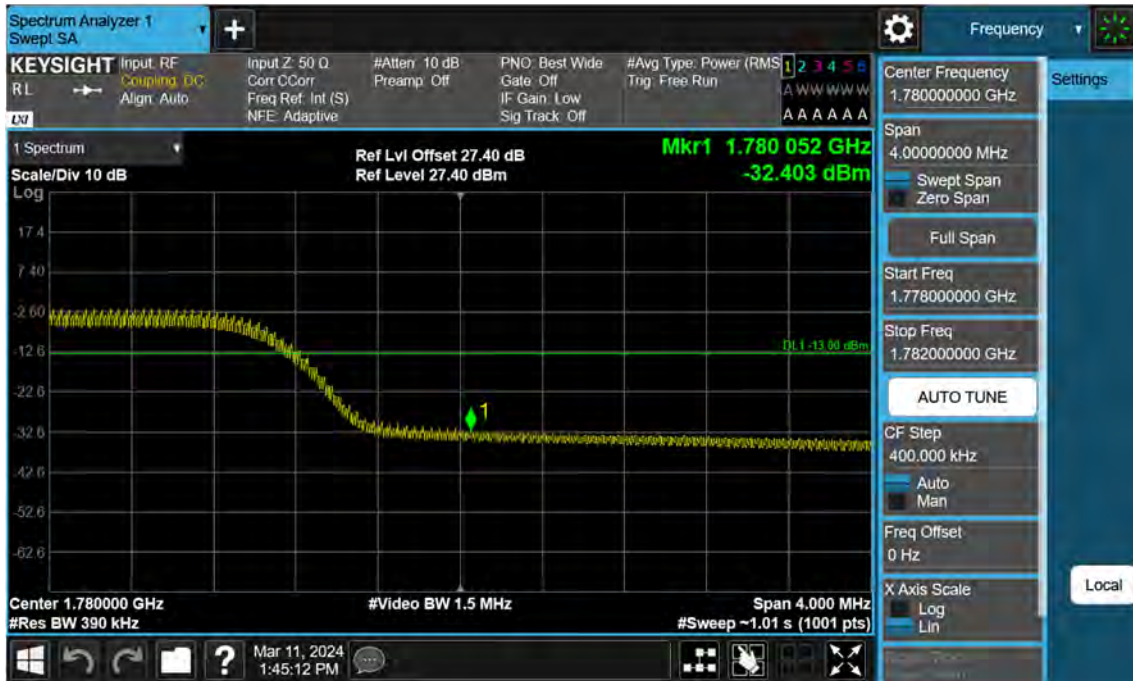 Spectrum Analyzer 1
Swept SA
Frequency
KEYSIGHT
RL
LXI
Input: RF
Coupling: DC
Align: Auto
Input Z: 50 Ω
Corr CCorr
Freq Ref: Int (S)
NFE: Adaptive
#Atten: 10 dB
Preamp: Off
PNO: Best Wide
Gate: Off
IF Gain: Low
Sig Track: Off
#Avg Type: Power (RMS
Trig: Free Run
1 2 3 4 5 6
A W W W W W
A A A A A A
1 Spectrum
Scale/Div 10 dB
Ref Lvl Offset 27.40 dB
Ref Level 27.40 dBm
Mkr1 1.780 052 GHz
-32.403 dBm
Log
17.4
7.40
-2.60
-12.6
-22.6
-32.6
-42.6
-52.6
-62.6
DL1 -13.00 dBm
1
Center 1.780000 GHz
#Res BW 390 kHz
#Video BW 1.5 MHz
Span 4.000 MHz
#Sweep ~1.01 s (1001 pts)
Mar 11, 2024
1:45:12 PM
Center Frequency
1.780000000 GHz
Settings
Span
4.00000000 MHz
Swept Span
Zero Span
Full Span
Start Freq
1.778000000 GHz
Stop Freq
1.782000000 GHz
AUTO TUNE
CF Step
400.000 kHz
Auto
Man
Freq Offset
0 Hz
X Axis Scale
Log
Lin
Local